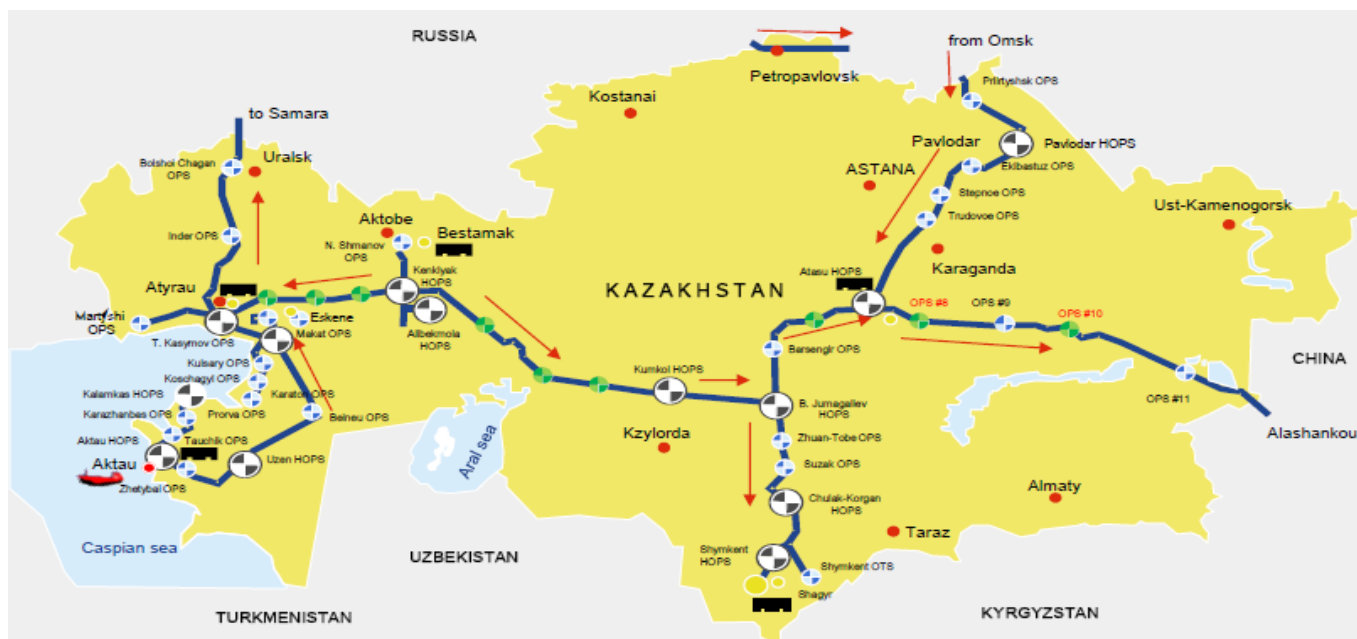 RUSSIA
from Omsk
Priirtyshsk OPS
Petropavlovsk
Kostanai
to Samara
Pavlodar
Pavlodar HOPS
Bolshoi Chagan
OPS
Uralsk
Ekibastuz OPS
ASTANA
Stepnoe OPS
Ust-Kamenogorsk
Trudovoe OPS
Aktobe
Bestamak
Inder OPS
N. Shmanov
OPS
Karaganda
Kenkiyak
HOPS
Atasu HOPS
Atyrau
KAZAKHSTAN
OPS #8
OPS #9
OPS #10
Martyshi
OPS
Eskene
Makat OPS
Alibekmola
HOPS
T. Kasymov OPS
Barsengir OPS
CHINA
Kulsary OPS
Koschagyl OPS
Kumkol HOPS
OPS #11
Kalamkas HOPS
Karaton OPS
Karazhanbas OPS
Prorva OPS
Beineu OPS
B. Jumagaliev
HOPS
Alashankou
Aktau HOPS
Tauchik OPS
Zhuan-Tobe OPS
Kzylorda
Aral sea
Aktau
Uzen HOPS
Suzak OPS
Zhetybai OPS
Almaty
Chulak-Korgan
HOPS
Taraz
Caspian sea
UZBEKISTAN
Shymkent
HOPS
Shymkent OTS
Shagyr
TURKMENISTAN
KYRGYZSTAN